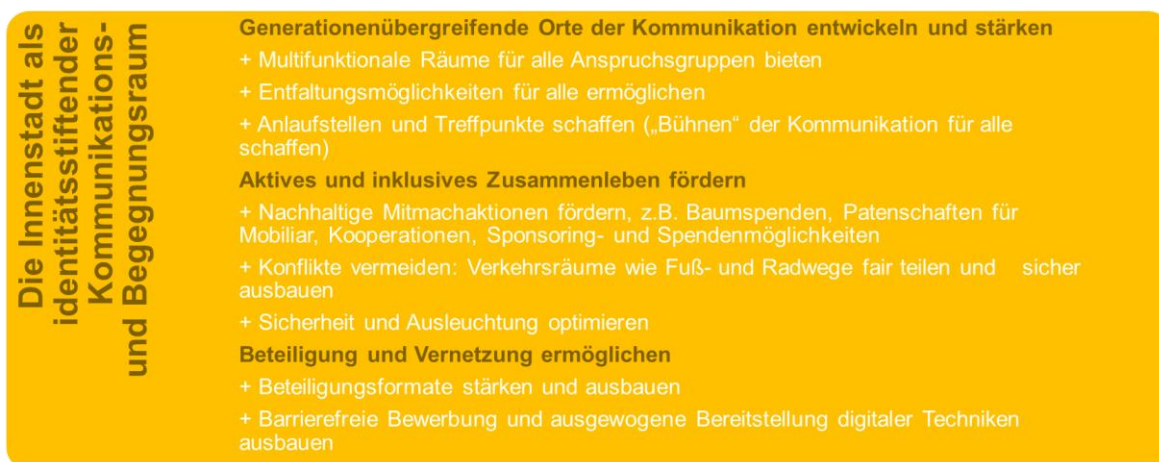 Die Innenstadt als
identitätsstiftender
Kommunikations-
und Begegnungsraum
Generationenübergreifende Orte der Kommunikation entwickeln und stärken
+ Multifunktionale Räume für alle Anspruchsgruppen bieten
+ Entfaltungsmöglichkeiten für alle ermöglichen
+ Anlaufstellen und Treffpunkte schaffen („Bühnen“ der Kommunikation für alle
schaffen)
Aktives und inklusives Zusammenleben fördern
+ Nachhaltige Mitmachaktionen fördern, z.B. Baumspenden, Patenschaften für
Mobiliar, Kooperationen, Sponsoring- und Spendenmöglichkeiten
+ Konflikte vermeiden: Verkehrsräume wie Fuß- und Radwege fair teilen und sicher
ausbauen
+ Sicherheit und Ausleuchtung optimieren
Beteiligung und Vernetzung ermöglichen
+ Beteiligungsformate stärken und ausbauen
+ Barrierefreie Bewerbung und ausgewogene Bereitstellung digitaler Techniken
ausbauen